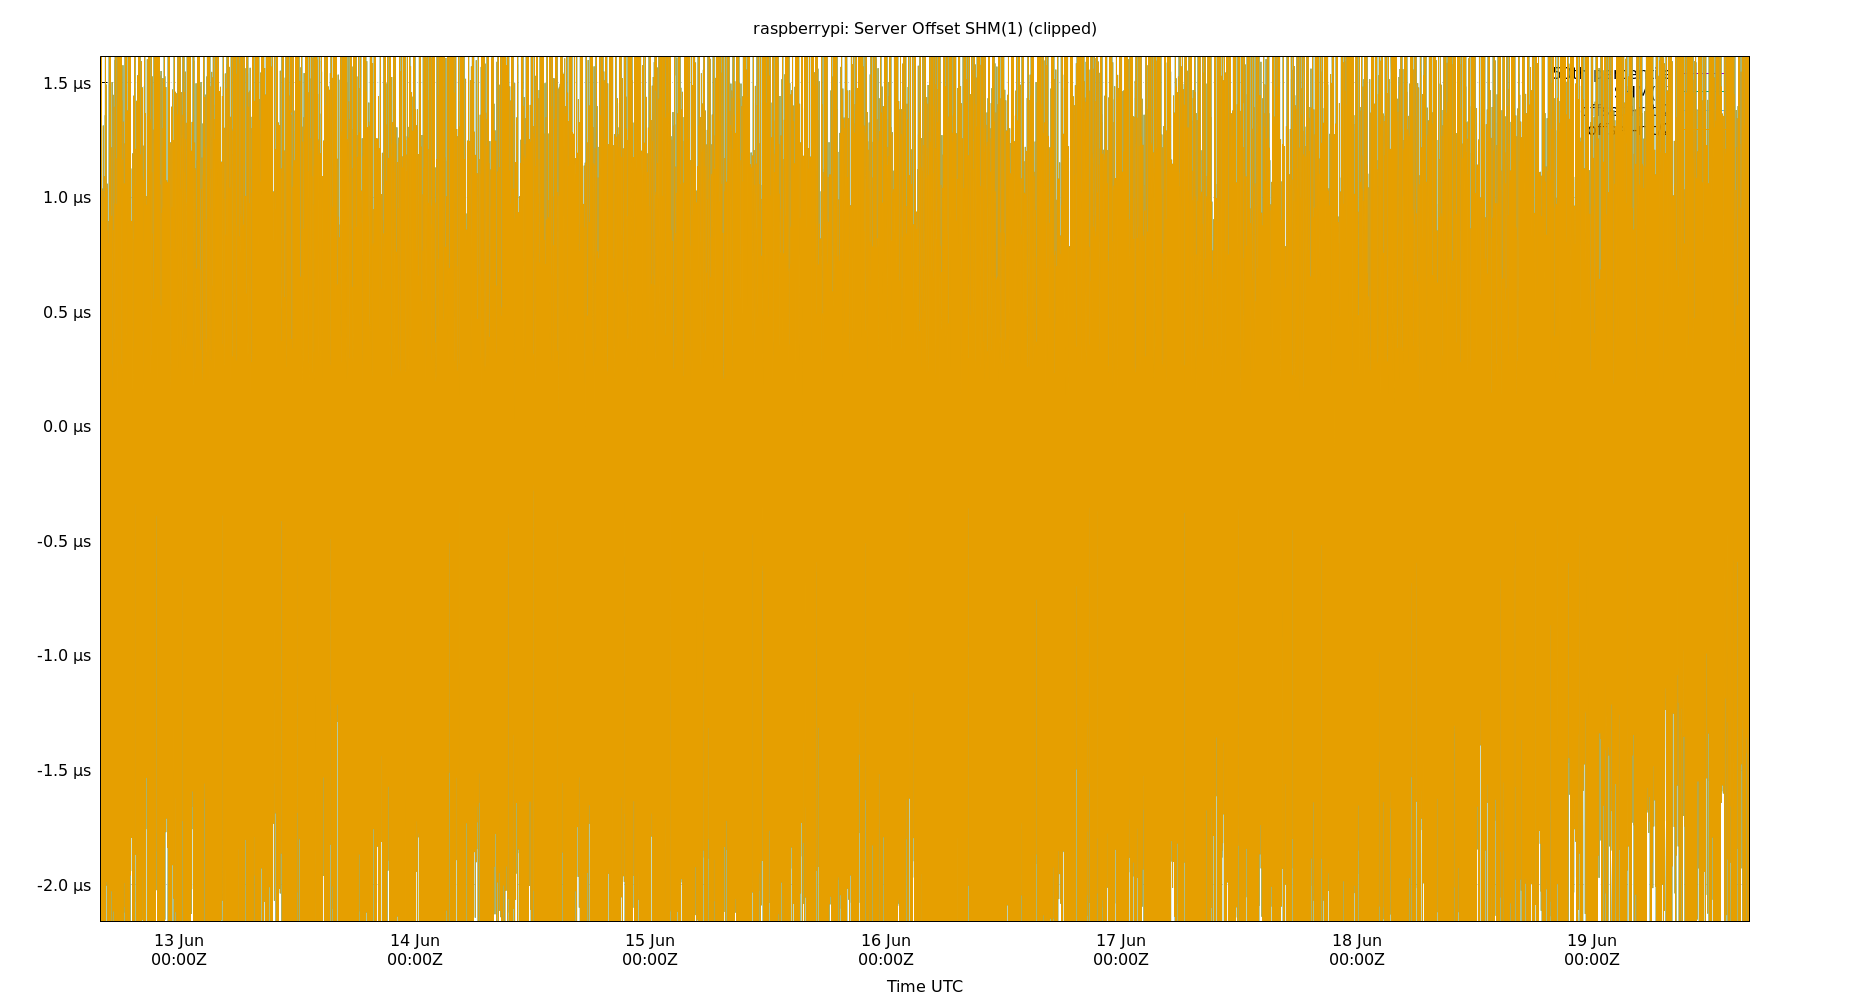 raspberrypi: Server Offset SHM(1) (clipped)
1.5 µs
1.0 µs
0.5 µs
0.0 µs
-0.5 µs
-1.0 µs
-1.5 µs
-2.0 µs
13 Jun 14 Jun 15 Jun 16 Jun 17 Jun 18 Jun 19 Jun
00:00Z 00:00Z 00:00Z 00:00Z 00:00Z 00:00Z 00:00Z
Time UTC